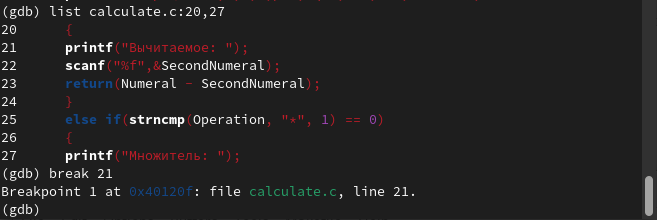 (gdb) list calculate.c:20,27
20 {
21 printf("Вычитаемое: ");
22 scanf("%f",&SecondNumeral);
23 return(Numeral - SecondNumeral);
24 }
25 else if(strncmp(Operation, "*", 1) == 0)
26 {
27 printf("Множитель: ");
(gdb) break 21
Breakpoint 1 at 0x40120f: file calculate.c, line 21.
(gdb)